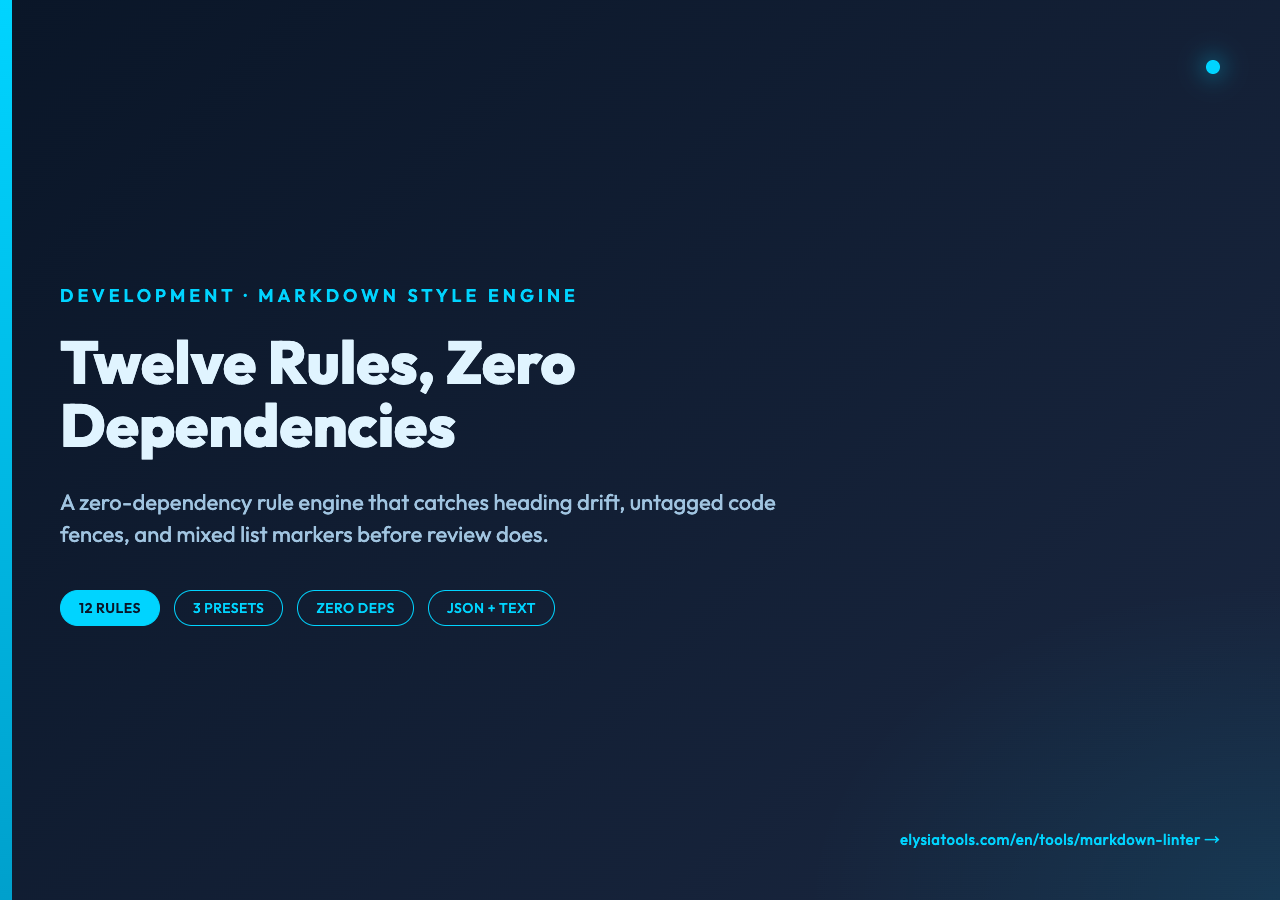 DEVELOPMENT · MARKDOWN STYLE ENGINE
Twelve Rules, Zero
Dependencies
A zero-dependency rule engine that catches heading drift, untagged code
fences, and mixed list markers before review does.
12 RULES
3 PRESETS
ZERO DEPS
JSON + TEXT
elysiatools.com/en/tools/markdown-linter →